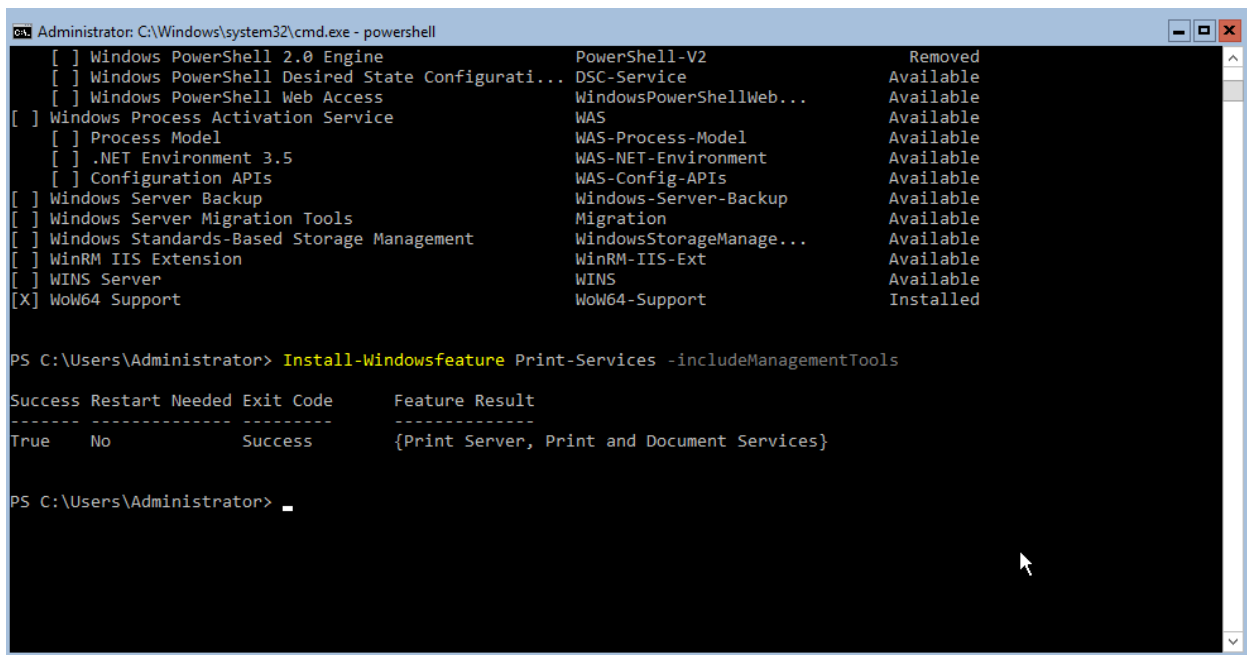 Administrator: C:\Windows\system32\cmd.exe - powershell
[ ] Windows PowerShell 2.0 Engine PowerShell-V2 Removed
[ ] Windows PowerShell Desired State Configurati... DSC-Service Available
[ ] Windows PowerShell Web Access WindowsPowerShellWeb... Available
[ ] Windows Process Activation Service WAS Available
[ ] Process Model WAS-Process-Model Available
[ ] .NET Environment 3.5 WAS-NET-Environment Available
[ ] Configuration APIs WAS-Config-APIs Available
[ ] Windows Server Backup Windows-Server-Backup Available
[ ] Windows Server Migration Tools Migration Available
[ ] Windows Standards-Based Storage Management WindowsStorageManage... Available
[ ] WinRM IIS Extension WinRM-IIS-Ext Available
[ ] WINS Server WINS Available
[X] WoW64 Support WoW64-Support Installed
PS C:\Users\Administrator> Install-Windowsfeature Print-Services -includeManagementTools
Success Restart Needed Exit Code Feature Result
------- -------------- --------- --------------
True No Success {Print Server, Print and Document Services}
PS C:\Users\Administrator>